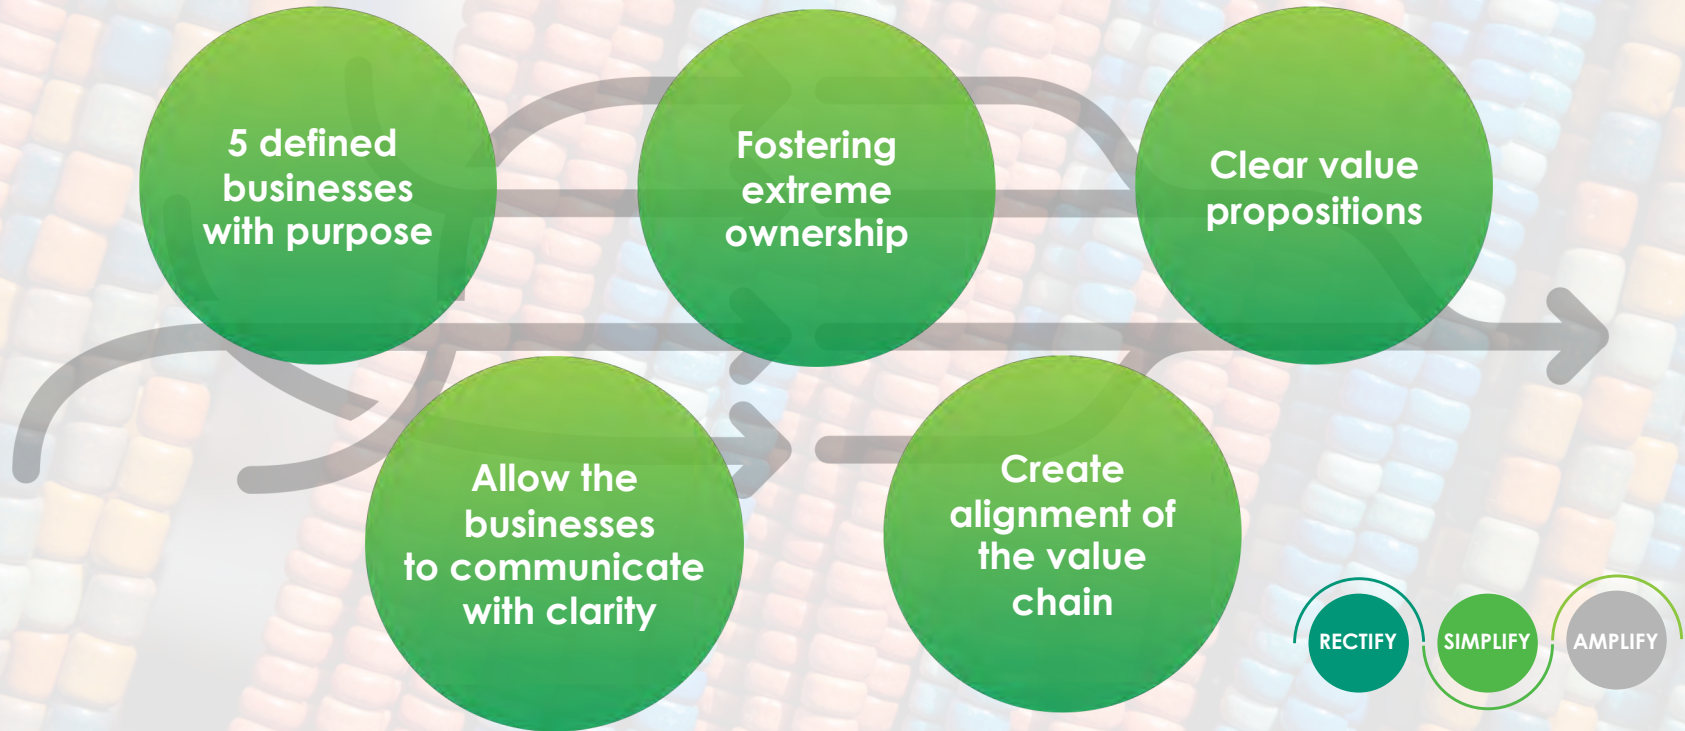 5 defined
businesses
with purpose
Fostering
extreme
ownership
Clear value
propositions
Allow the
businesses
to communicate
with clarity
Create
alignment of
the value
chain
RECTIFY
SIMPLIFY
AMPLIFY